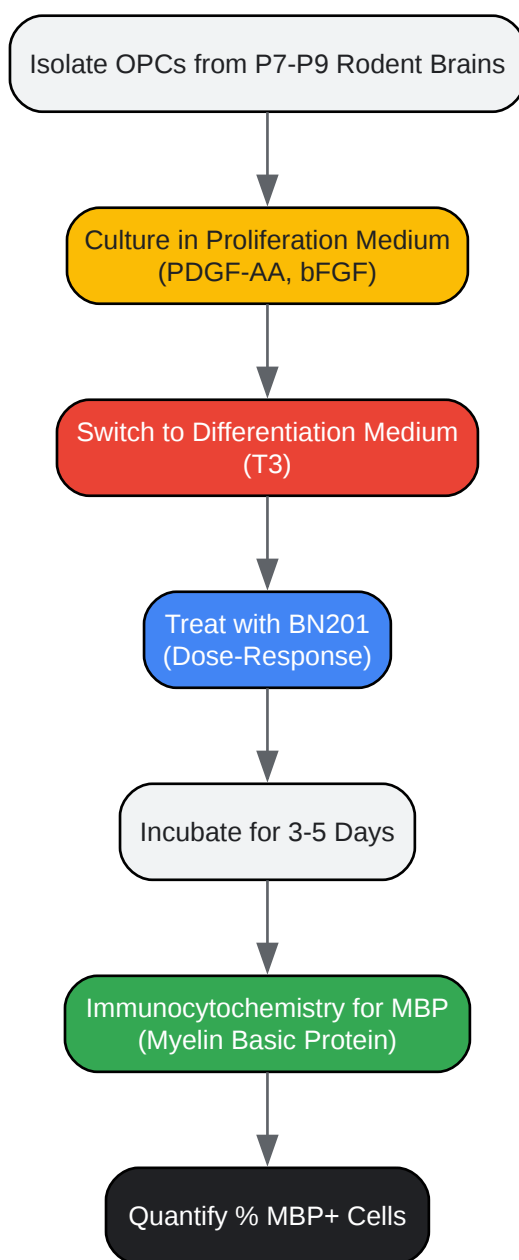 Isolate OPCs from P7-P9 Rodent Brains
Culture in Proliferation Medium
(PDGF-AA, bFGF)
Switch to Differentiation Medium
(T3)
Treat with BN201
(Dose-Response)
Incubate for 3-5 Days
Immunocytochemistry for MBP
(Myelin Basic Protein)
Quantify % MBP+ Cells